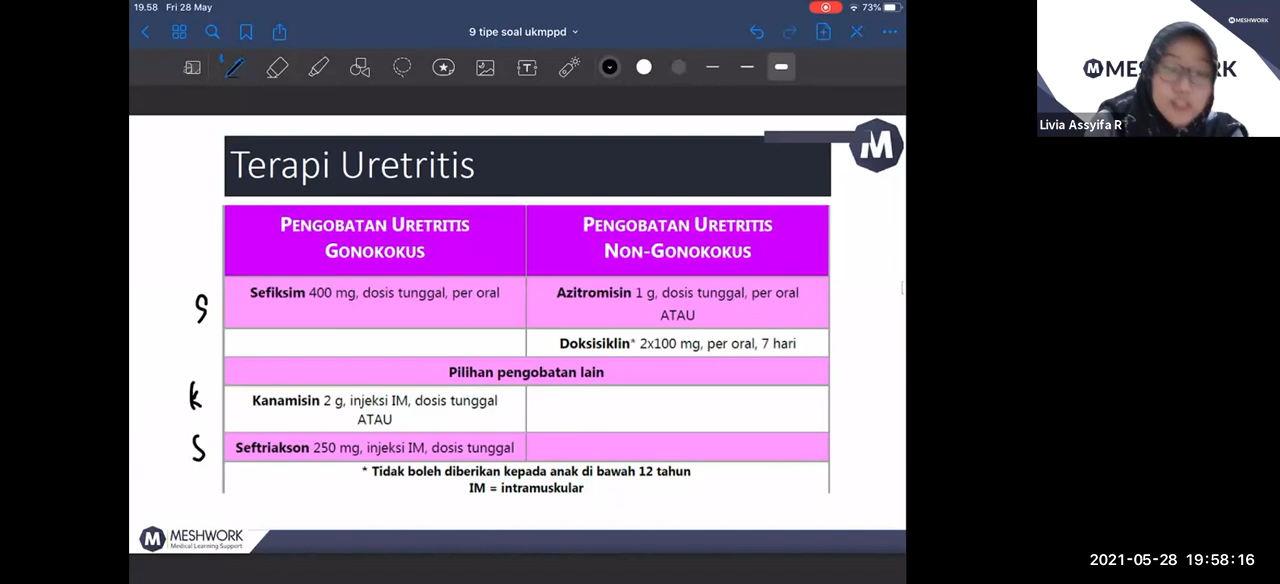 19.58 Fri 28 May
73%
9 tipe soal ukmppd
MESHWORK
MESHWORK
Livia Assyifa R
M
Terapi Uretritis
PENGOBATAN URETRITIS
GONOKOKUS
PENGOBATAN URETRITIS
NON-GONOKOKUS
S
Sefiksim 400 mg, dosis tunggal, per oral
Azitromisin 1 g, dosis tunggal, per oral
ATAU
Doksisiklin* 2x100 mg, per oral, 7 hari
Pilihan pengobatan lain
K
Kanamisin 2 g, injeksi IM, dosis tunggal
ATAU
S
Seftriakson 250 mg, injeksi IM, dosis tunggal
* Tidak boleh diberikan kepada anak di bawah 12 tahun
IM = intramuskular
M MESHWORK
Medical Learning Support
2021-05-28 19:58:16